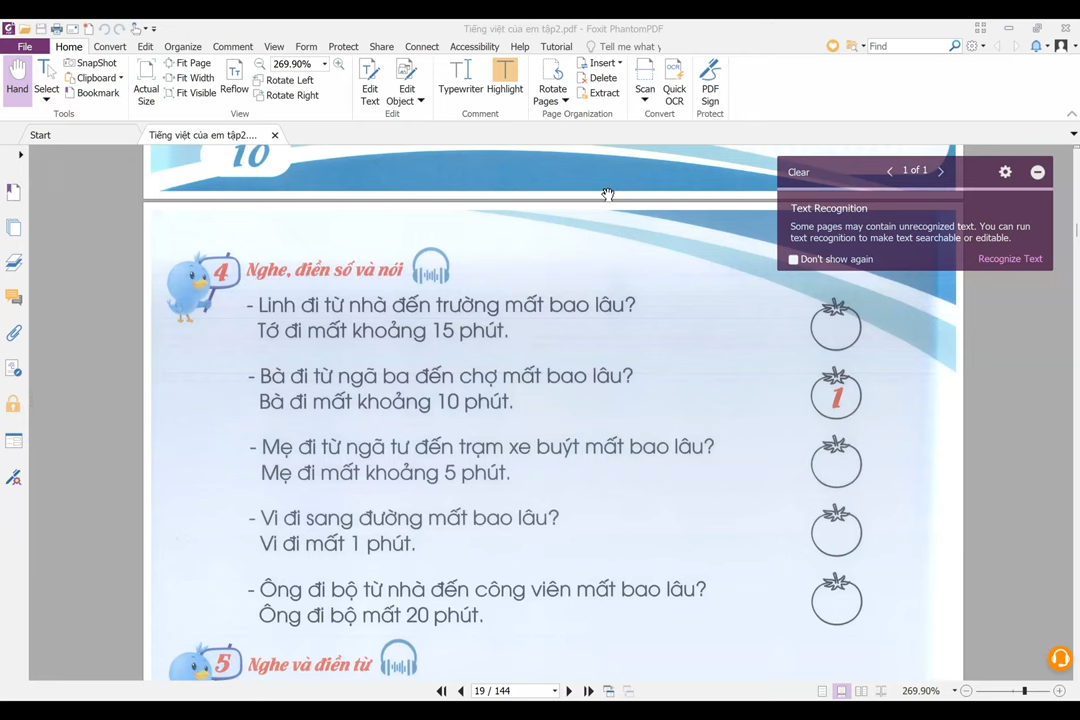 Tiếng việt của em tập2.pdf - Foxit PhantomPDF
File Home Convert Edit Organize Comment View Form Protect Share Connect Accessibility Help Tutorial Tell me what y Find
Hand
Select
SnapShot
Clipboard
Bookmark
Tools
Actual Size
Fit Page
Fit Width
Fit Visible
Reflow
269.90%
Rotate Left
Rotate Right
View
Edit Text
Edit Object
Edit
Typewriter
Highlight
Comment
Rotate Pages
Insert
Delete
Extract
Page Organization
Scan
Quick OCR
Convert
PDF Sign
Protect
Start
Tiếng việt của em tập2....
10
Clear
1 of 1
Text Recognition
Some pages may contain unrecognized text. You can run
text recognition to make text searchable or editable.
Don't show again
Recognize Text
4 Nghe, điền số và nói
- Linh đi từ nhà đến trường mất bao lâu?
Tớ đi mất khoảng 15 phút.
- Bà đi từ ngã ba đến chợ mất bao lâu?
Bà đi mất khoảng 10 phút.
1
- Mẹ đi từ ngã tư đến trạm xe buýt mất bao lâu?
Mẹ đi mất khoảng 5 phút.
- Vi đi sang đường mất bao lâu?
Vi đi mất 1 phút.
- Ông đi bộ từ nhà đến công viên mất bao lâu?
Ông đi bộ mất 20 phút.
5 Nghe và điền từ
19 / 144
269.90%